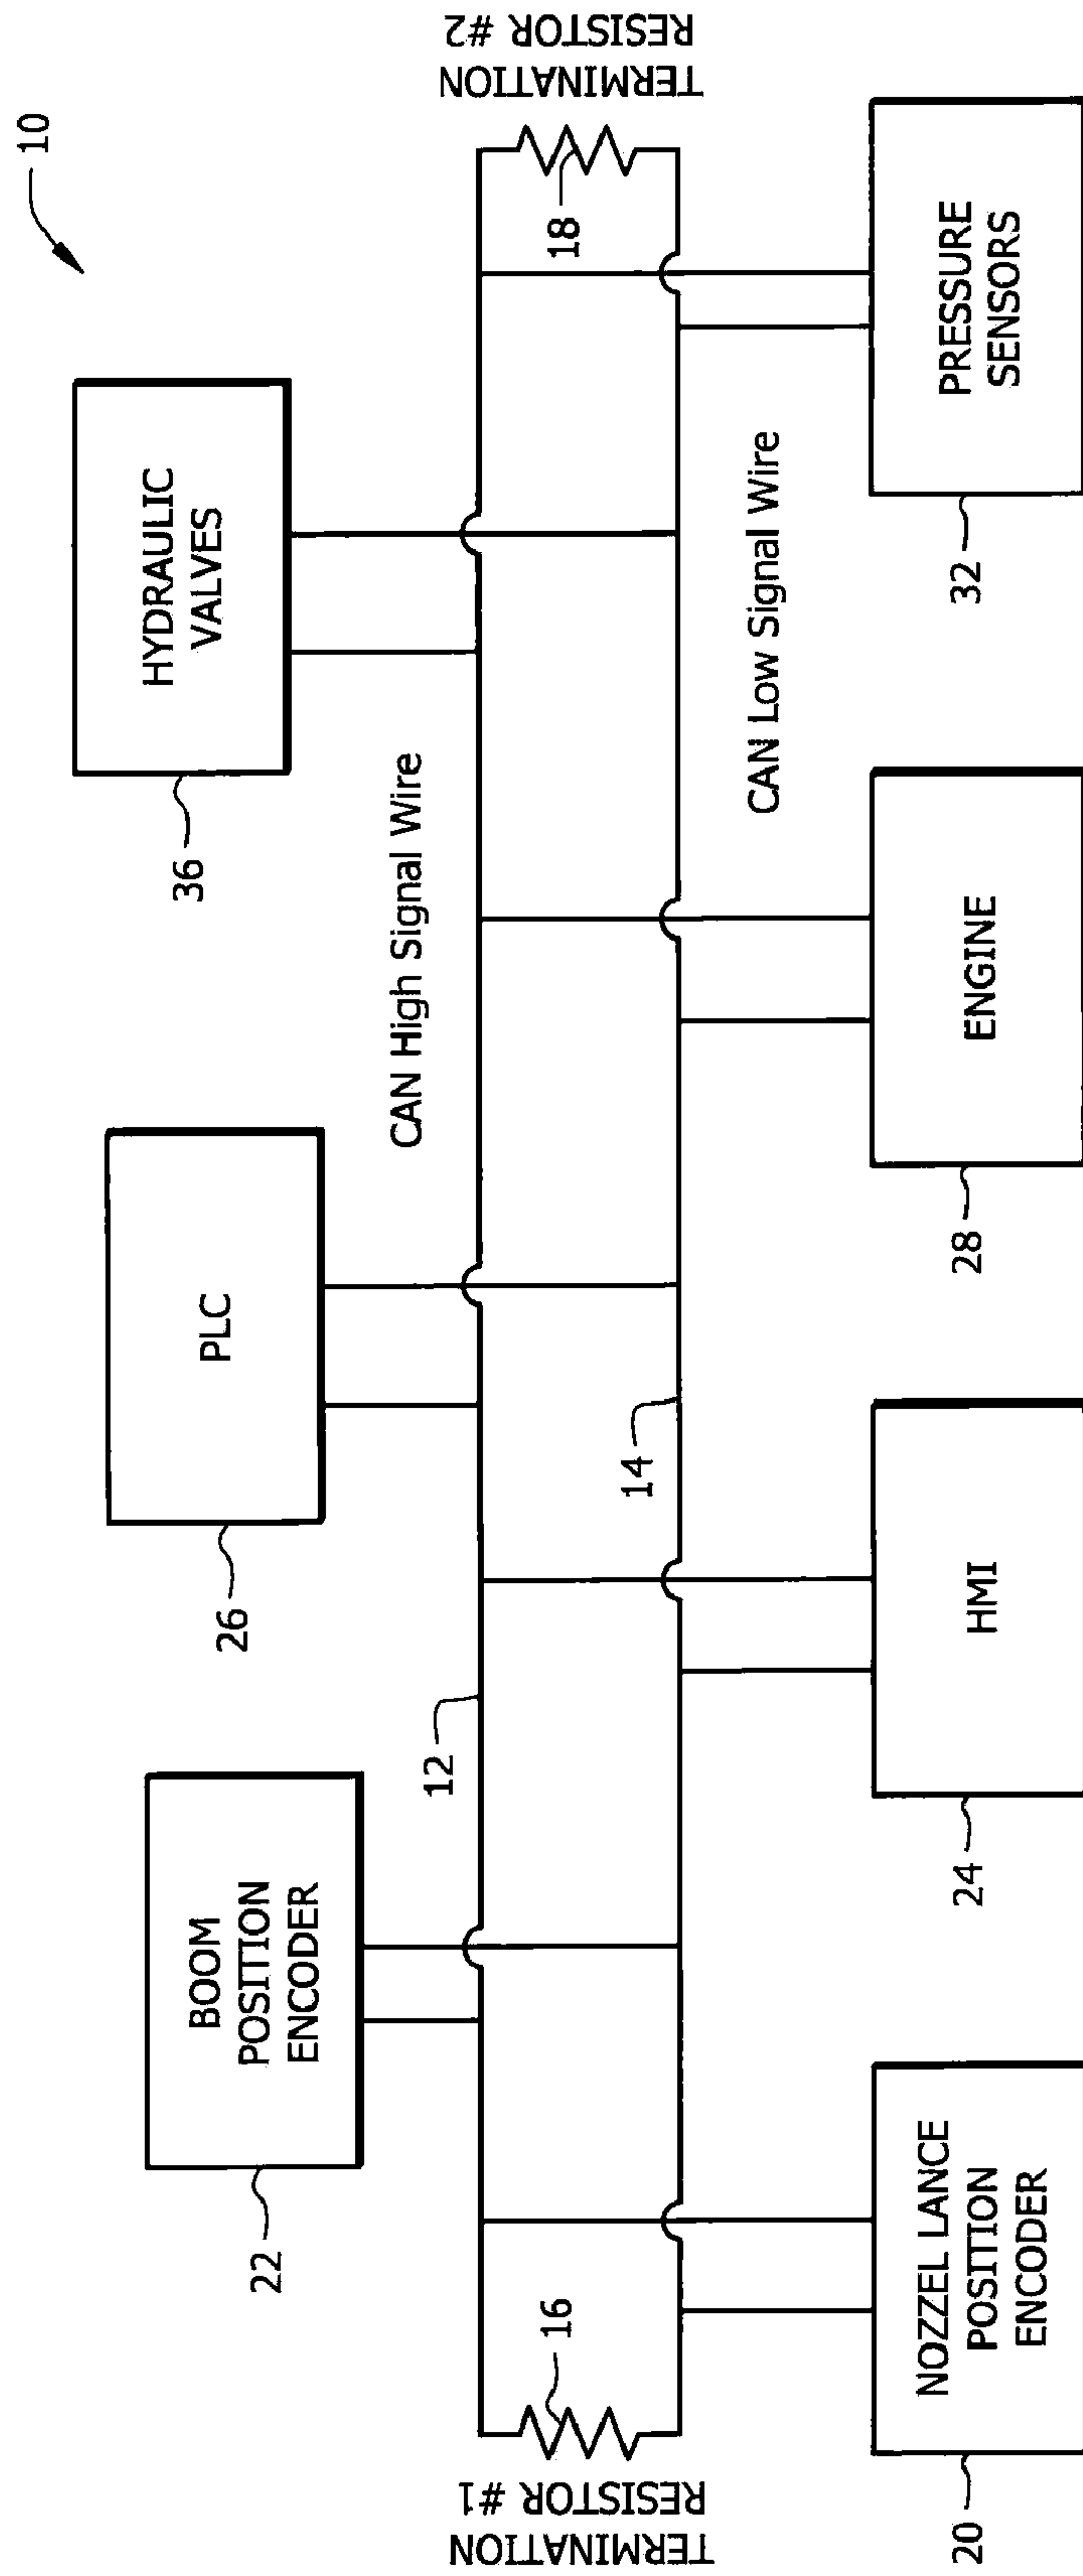 10
HYDRAULIC
VALVES
36
PLC
26
BOOM
POSITION
ENCODER
22
CAN High Signal Wire
12
TERMINATION
RESISTOR #1
16
TERMINATION
RESISTOR #2
18
14
CAN Low Signal Wire
NOZZEL LANCE
POSITION
ENCODER
20
HMI
24
ENGINE
28
PRESSURE
SENSORS
32